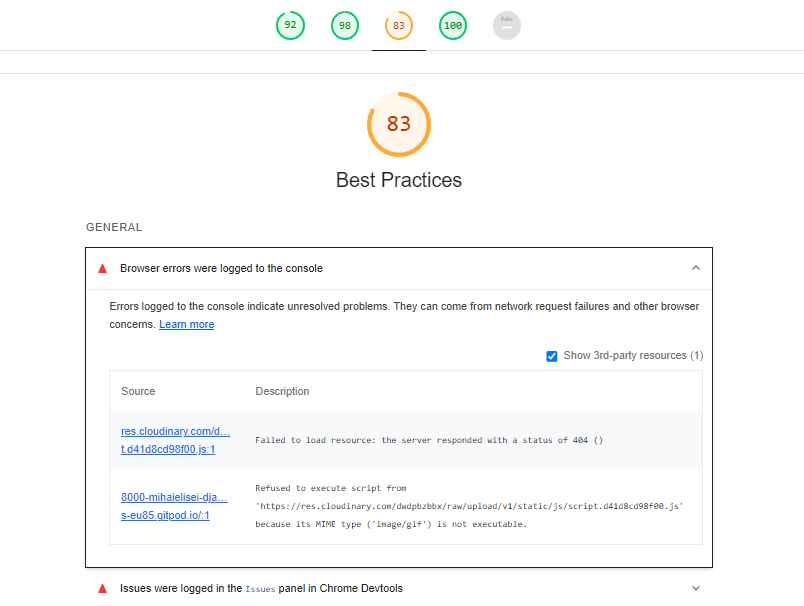 92 98 83 100 PWA
83
Best Practices
GENERAL
Browser errors were logged to the console
Errors logged to the console indicate unresolved problems. They can come from network request failures and other browser
concerns. Learn more
Show 3rd-party resources (1)
Source Description
res.cloudinary.com/d…
t.d41d8cd98f00.js:1
Failed to load resource: the server responded with a status of 404 ()
8000-mihaielisei-dja…
s-eu85.gitpod.io/:1
Refused to execute script from
'https://res.cloudinary.com/dwdpbzbbx/raw/upload/v1/static/js/script.d41d8cd98f00.js'
because its MIME type ('image/gif') is not executable.
Issues were logged in the Issues panel in Chrome Devtools